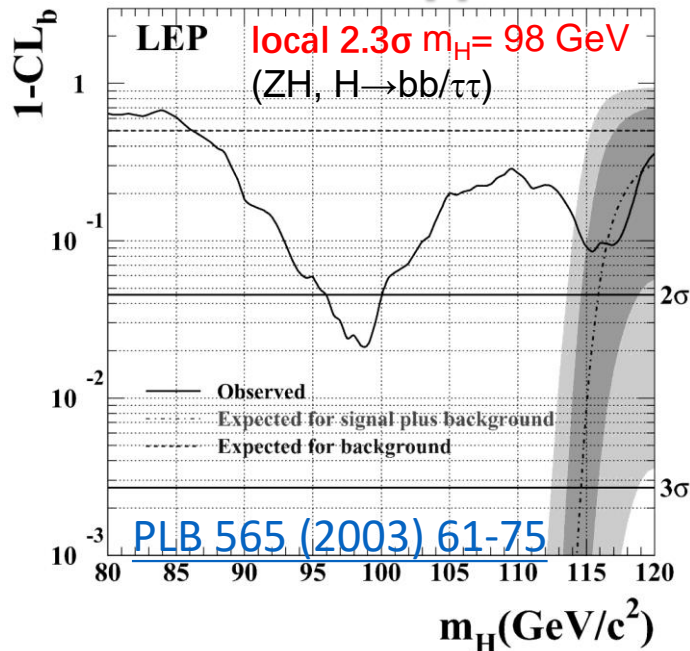 LEP
local 2.3σ m_H= 98 GeV
(ZH, H→bb/ττ)
1-CL_b
1
10^-1
10^-2
10^-3
2σ
3σ
Observed
Expected for signal plus background
Expected for background
PLB 565 (2003) 61-75
80 85 90 95 100 105 110 115 120
m_H(GeV/c^2)